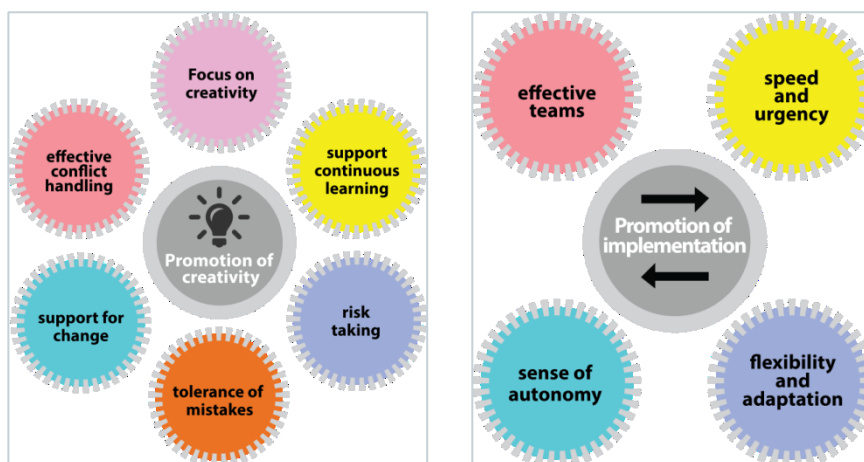 Focus on
creativity
effective
conflict
handling
support
continuous
learning
Promotion of
creativity
support for
change
risk
taking
tolerance of
mistakes
effective
teams
speed
and
urgency
Promotion of
implementation
sense of
autonomy
flexibility
and
adaptation